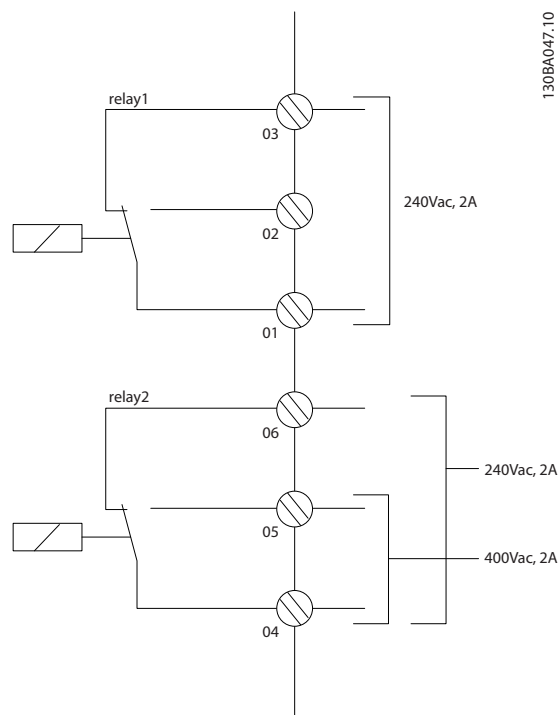 130BA047.10
relay1
03
240Vac, 2A
02
01
relay2
06
240Vac, 2A
05
400Vac, 2A
04